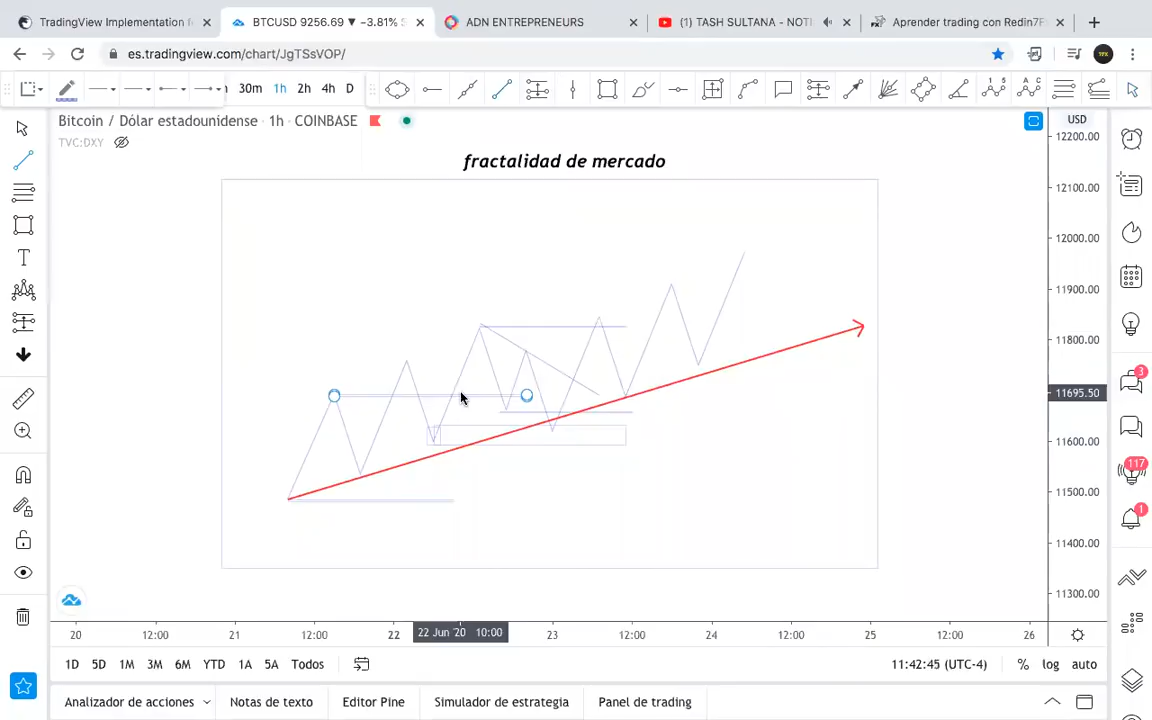 TradingView Implementation f
BTCUSD 9256.69 ▼ −3.81% S
ADN ENTREPRENEURS
(1) TASH SULTANA - NOTI
Aprender trading con Redin7F
es.tradingview.com/chart/JgTSsVOP/
30m 1h 2h 4h D
Bitcoin / Dólar estadounidense · 1h · COINBASE
USD
TVC:DXY
fractalidad de mercado
12200.00
12100.00
12000.00
11900.00
11800.00
11695.50
11600.00
11500.00
11400.00
11300.00
3
117
1
20 12:00 21 12:00 22 22 Jun '20 10:00 23 12:00 24 12:00 25 12:00 26
1D 5D 1M 3M 6M YTD 1A 5A Todos
11:42:45 (UTC-4) % log auto
Analizador de acciones Notas de texto Editor Pine Simulador de estrategia Panel de trading